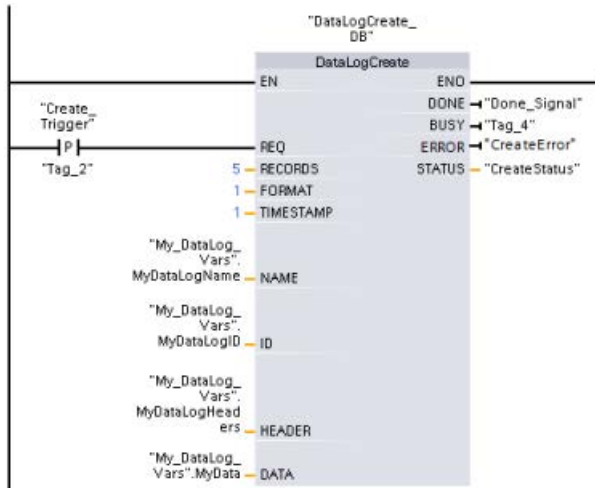 "DataLogCreate_
DB"
DataLogCreate
EN ENO
DONE "Done_Signal"
"Create_
Trigger"
BUSY "Tag_4"
P REQ ERROR "CreateError"
"Tag_2" 5 RECORDS STATUS "CreateStatus"
1 FORMAT
1 TIMESTAMP
"My_DataLog_
Vars".
MyDataLogName NAME
"My_DataLog_
Vars".
MyDataLogID ID
"My_DataLog_
Vars".
MyDataLogHead
ers HEADER
"My_DataLog_
Vars".MyData DATA